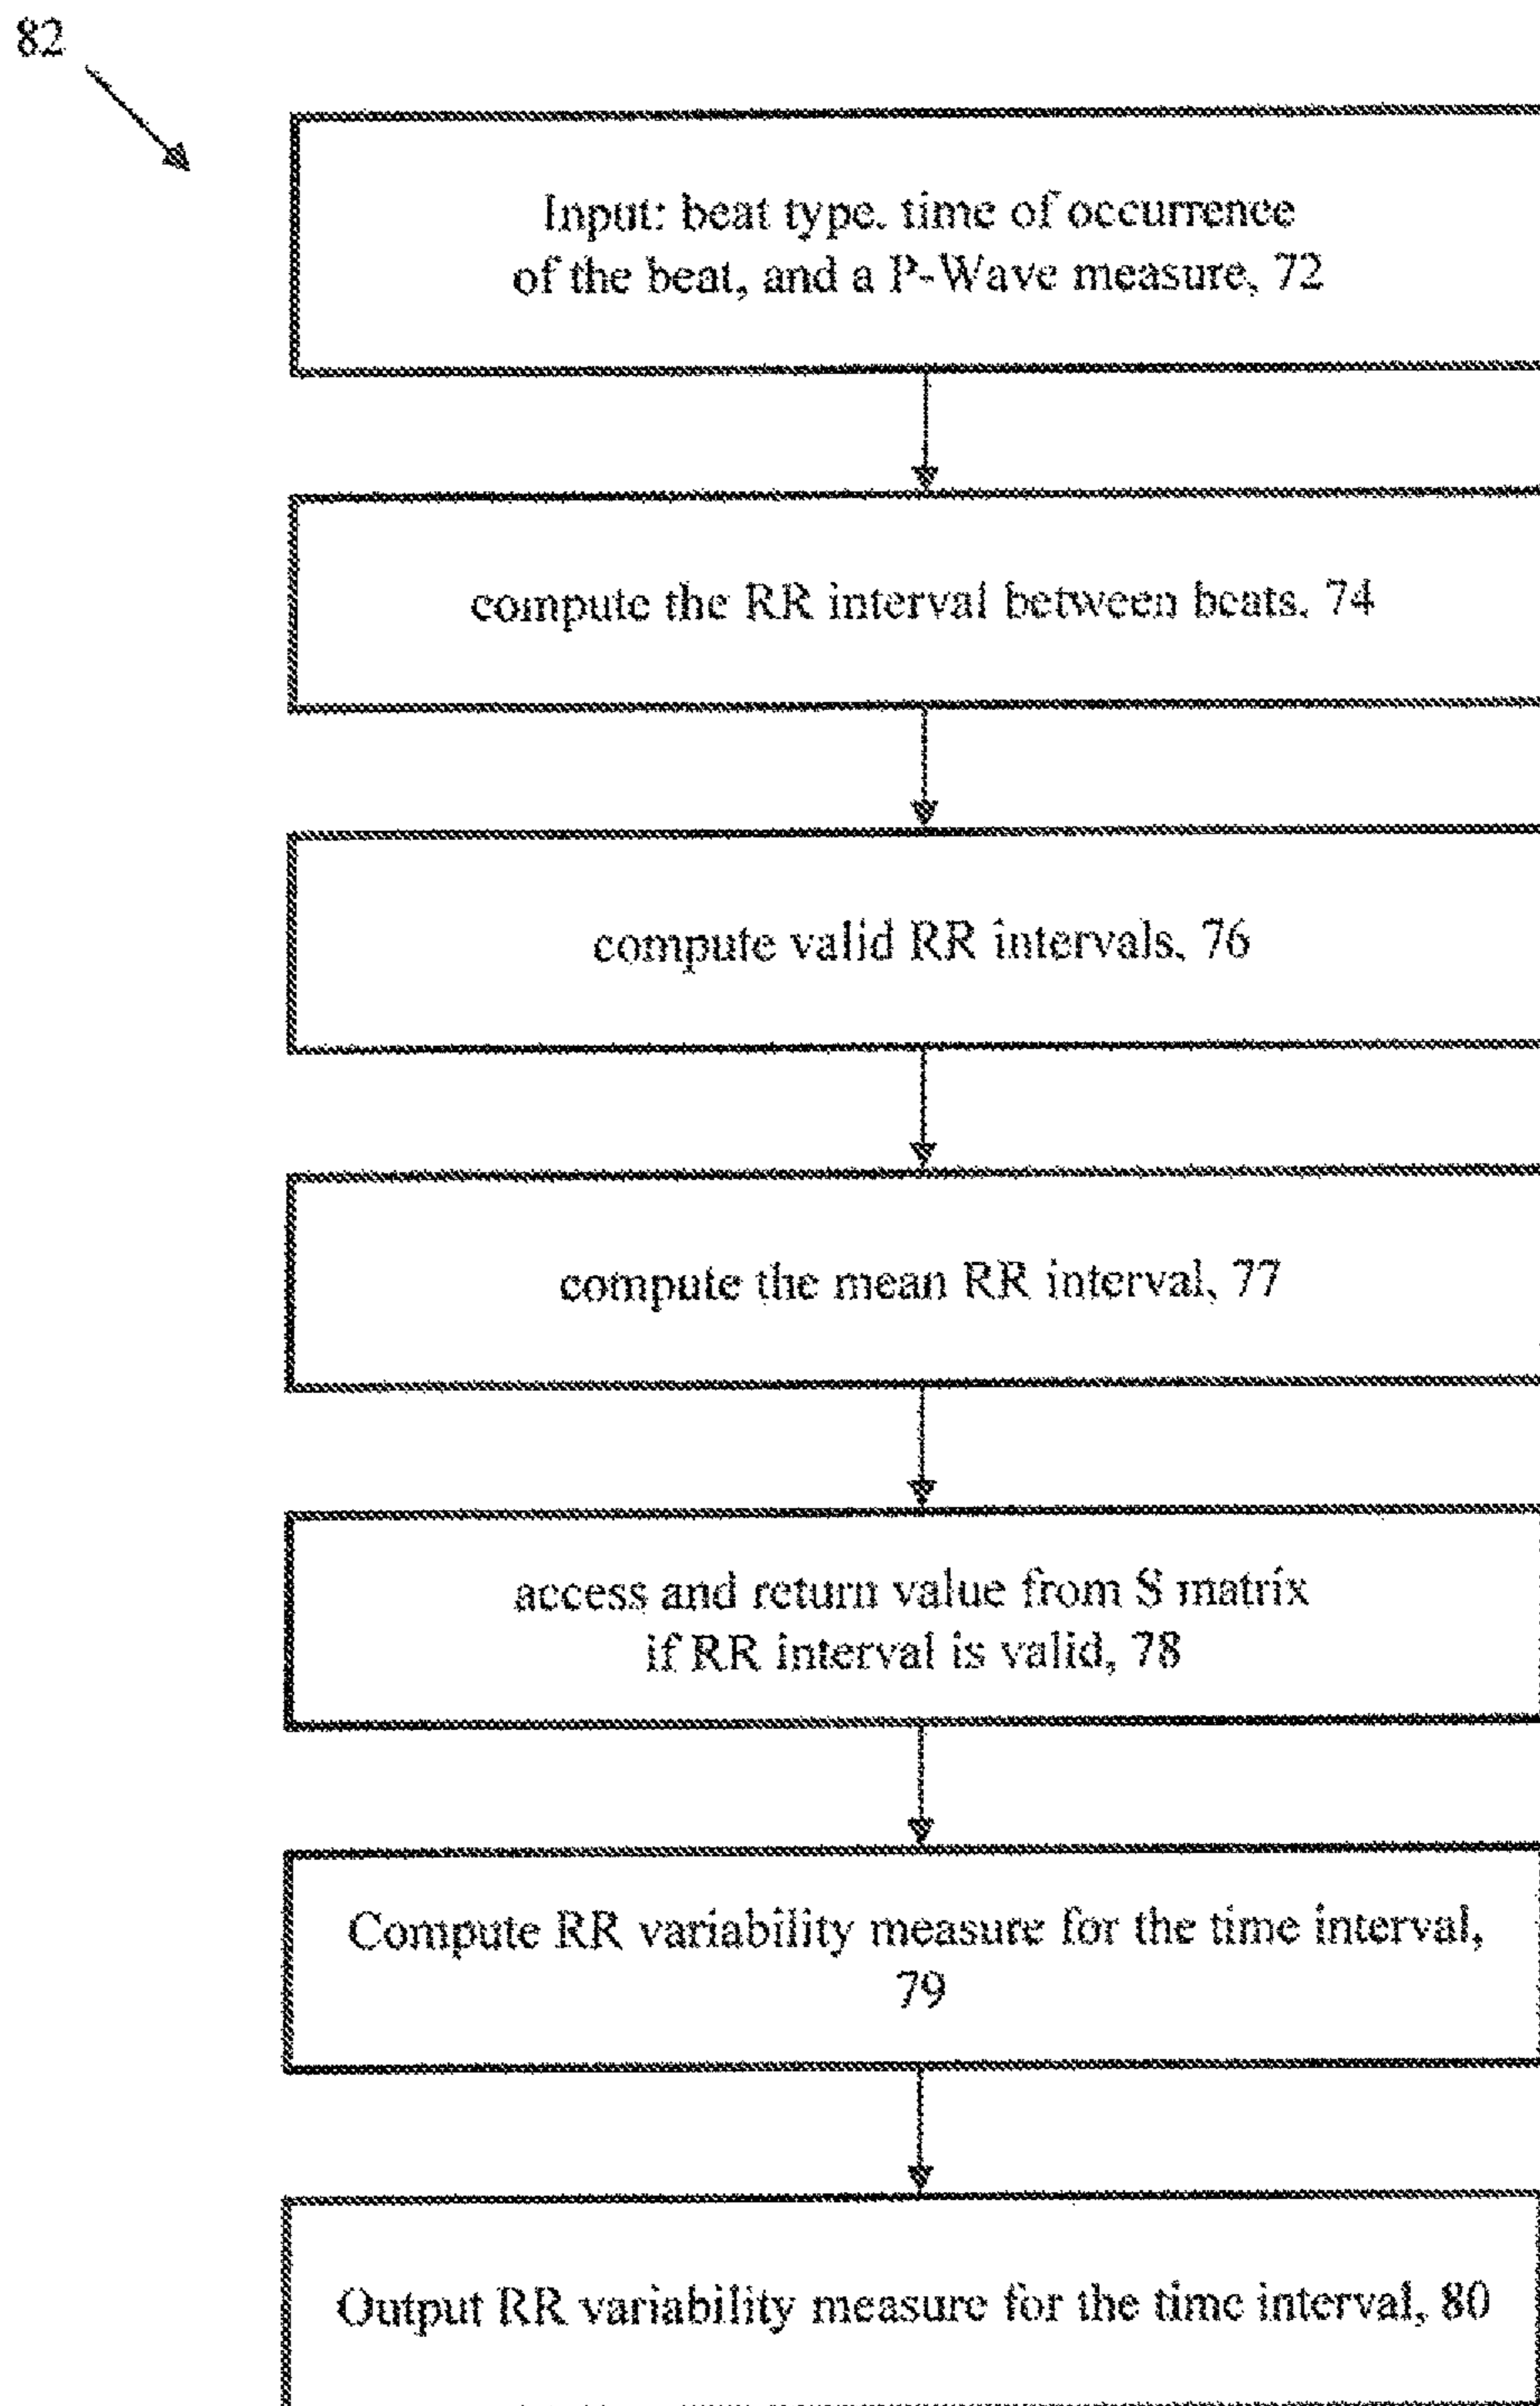 82
Input: beat type. time of occurrence
of the beat, and a P-Wave measure, 72
compute the RR interval between beats. 74
compute valid RR intervals, 76
compute the mean RR interval, 77
access and return value from S matrix
if RR interval is valid, 78
Compute RR variability measure for the time interval,
79
Output RR variability measure for the time interval, 80